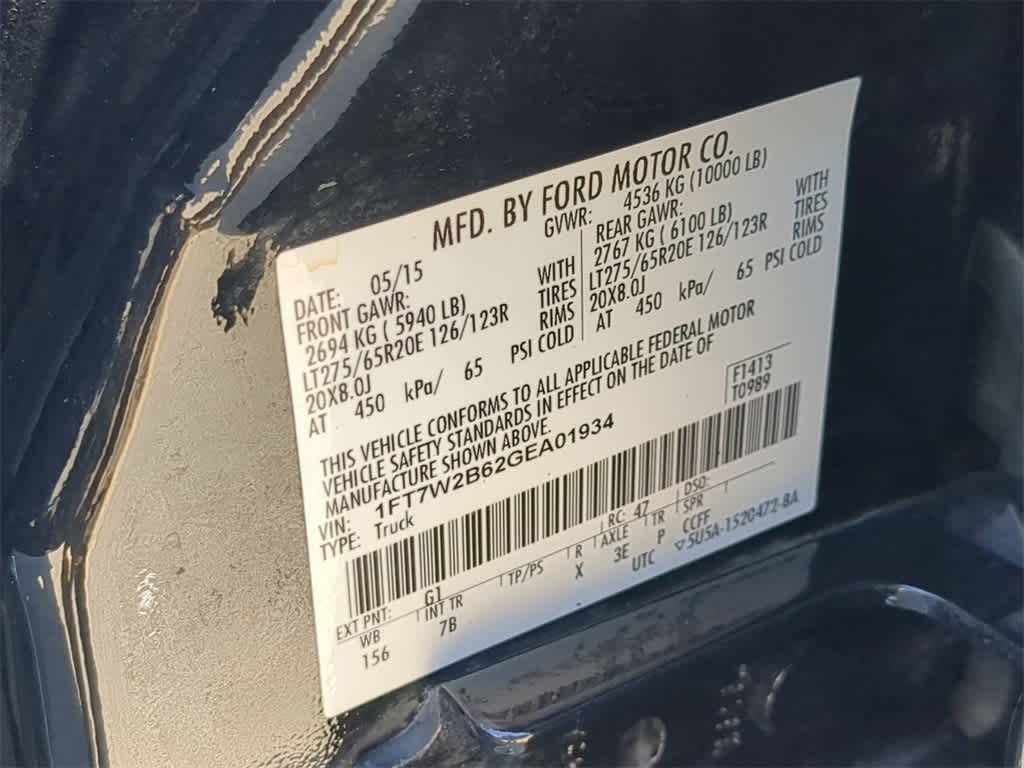 MFD. BY FORD MOTOR CO.
DATE: 05/15 GVWR: 4536 KG (10000 LB)
FRONT GAWR: REAR GAWR:
2694 KG ( 5940 LB) WITH 2767 KG ( 6100 LB) WITH
LT275/65R20E 126/123R TIRES LT275/65R20E 126/123R TIRES
20X8.0J RIMS 20X8.0J RIMS
AT 450 kPa/ 65 PSI COLD AT 450 kPa/ 65 PSI COLD
THIS VEHICLE CONFORMS TO ALL APPLICABLE FEDERAL MOTOR
VEHICLE SAFETY STANDARDS IN EFFECT ON THE DATE OF
MANUFACTURE SHOWN ABOVE.
VIN: 1FT7W2B62GEA01934 F1413
TYPE: Truck T0989
EXT PNT: G1 RC: 47 DSO:
WB INT TR TP/PS R AXLE TR SPR
156 7B X 3E P CCFF
UTC ▽5U5A-1520472-BA